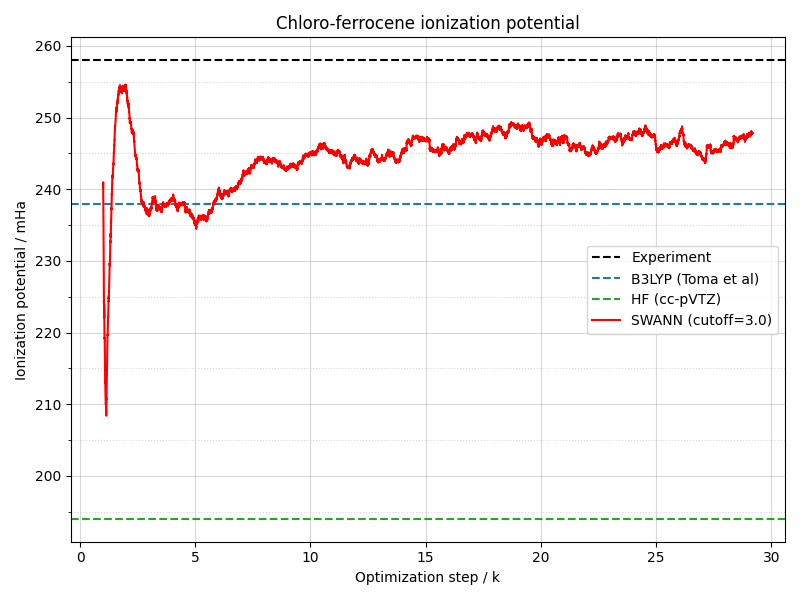 Chloro-ferrocene ionization potential
Ionization potential / mHa
260
250
240
230
220
210
200
Experiment
B3LYP (Toma et al)
HF (cc-pVTZ)
SWANN (cutoff=3.0)
0 5 10 15 20 25 30
Optimization step / k